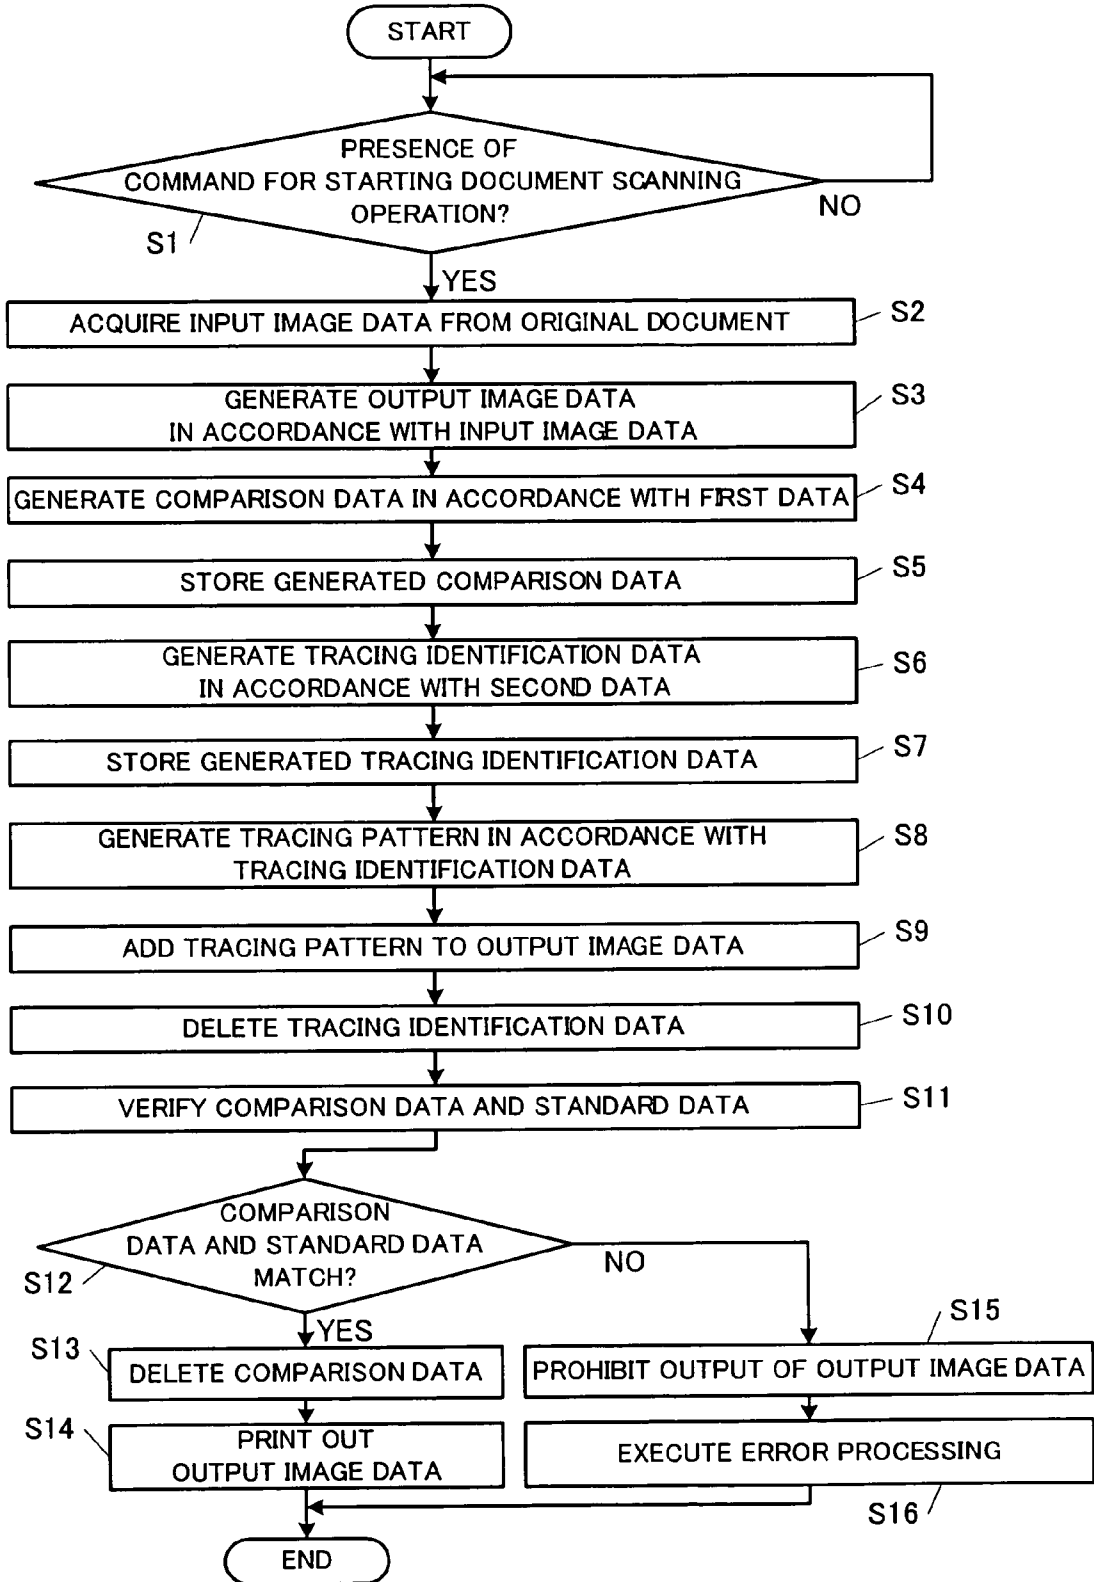 START
PRESENCE OF
COMMAND FOR STARTING DOCUMENT SCANNING
OPERATION?
NO
S1
YES
ACQUIRE INPUT IMAGE DATA FROM ORIGINAL DOCUMENT
S2
GENERATE OUTPUT IMAGE DATA
IN ACCORDANCE WITH INPUT IMAGE DATA
S3
GENERATE COMPARISON DATA IN ACCORDANCE WITH FIRST DATA
S4
STORE GENERATED COMPARISON DATA
S5
GENERATE TRACING IDENTIFICATION DATA
IN ACCORDANCE WITH SECOND DATA
S6
STORE GENERATED TRACING IDENTIFICATION DATA
S7
GENERATE TRACING PATTERN IN ACCORDANCE WITH
TRACING IDENTIFICATION DATA
S8
ADD TRACING PATTERN TO OUTPUT IMAGE DATA
S9
DELETE TRACING IDENTIFICATION DATA
S10
VERIFY COMPARISON DATA AND STANDARD DATA
S11
COMPARISON
DATA AND STANDARD DATA
MATCH?
S12
NO
YES
S13
DELETE COMPARISON DATA
S15
PROHIBIT OUTPUT OF OUTPUT IMAGE DATA
S14
PRINT OUT
OUTPUT IMAGE DATA
EXECUTE ERROR PROCESSING
S16
END